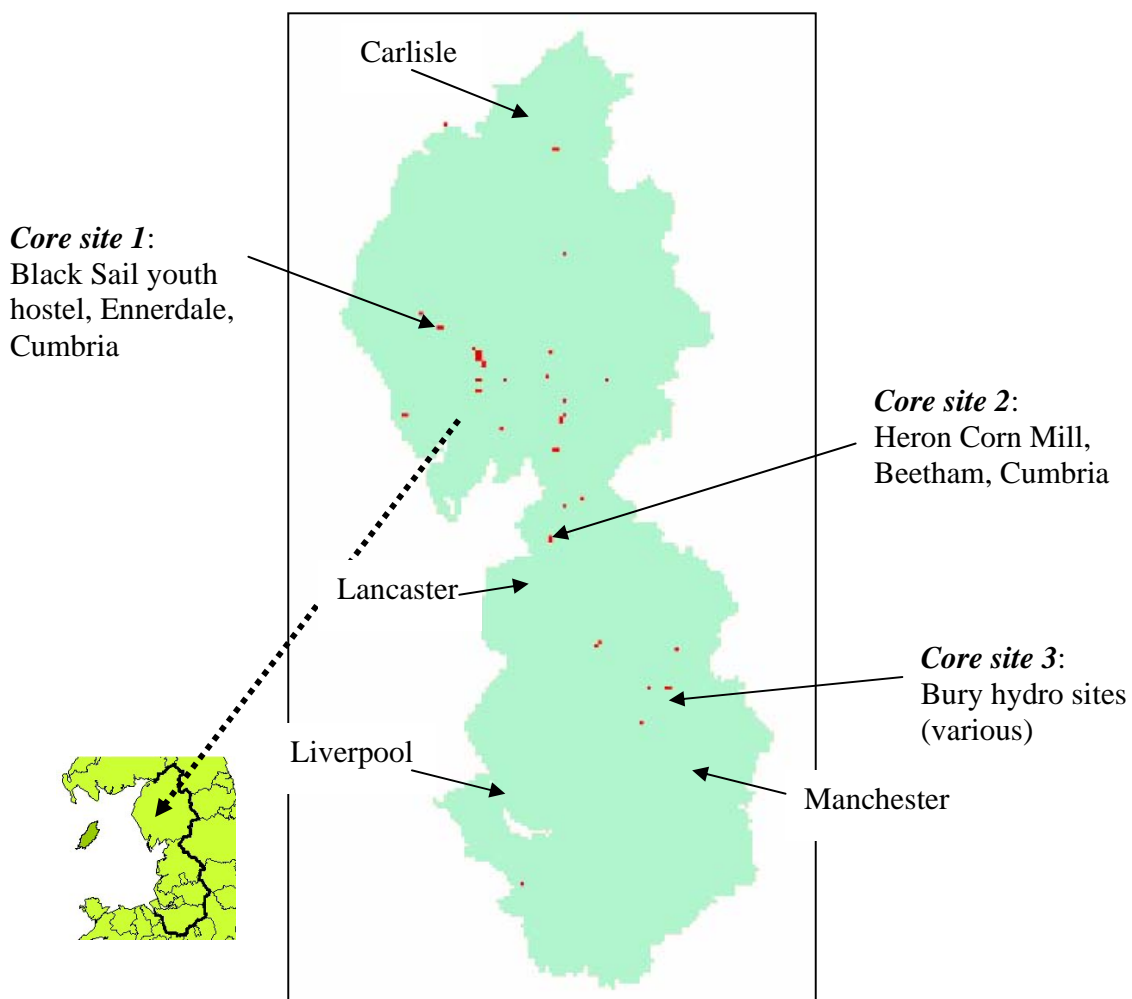 Carlisle
Core site 1:
Black Sail youth
hostel, Ennerdale,
Cumbria
Core site 2:
Heron Corn Mill,
Beetham, Cumbria
Lancaster
Core site 3:
Bury hydro sites
(various)
Liverpool
Manchester